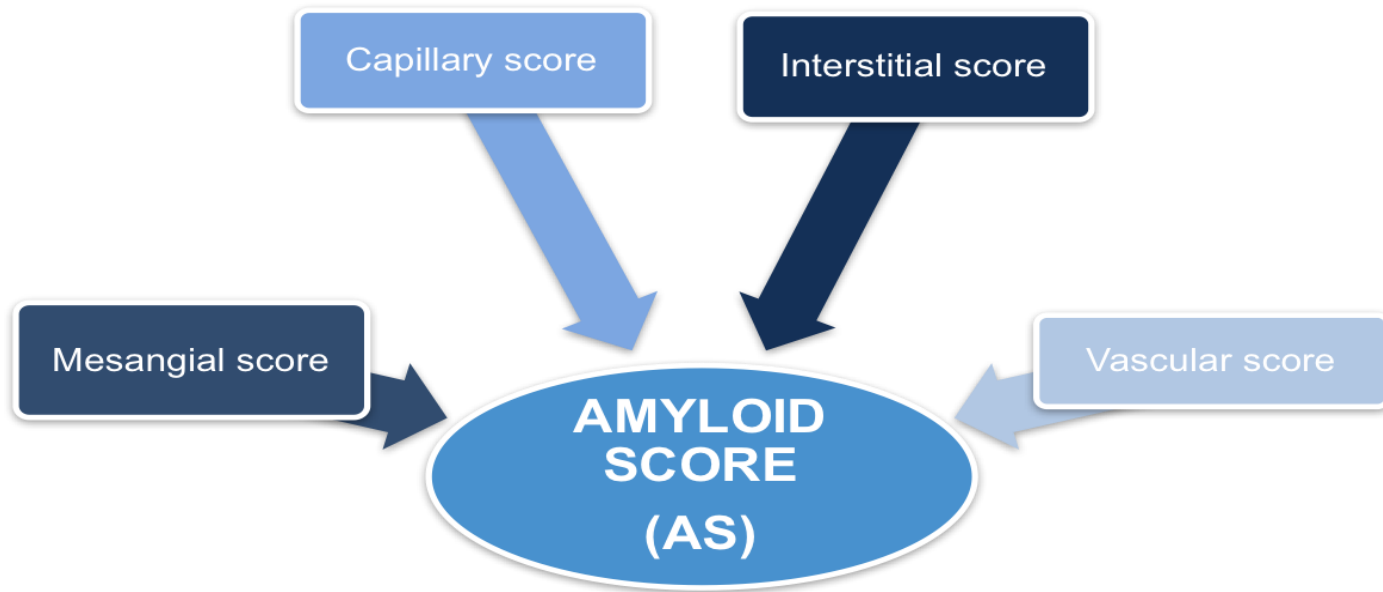 Capillary score
Interstitial score
Mesangial score
Vascular score
AMYLOID
SCORE
(AS)